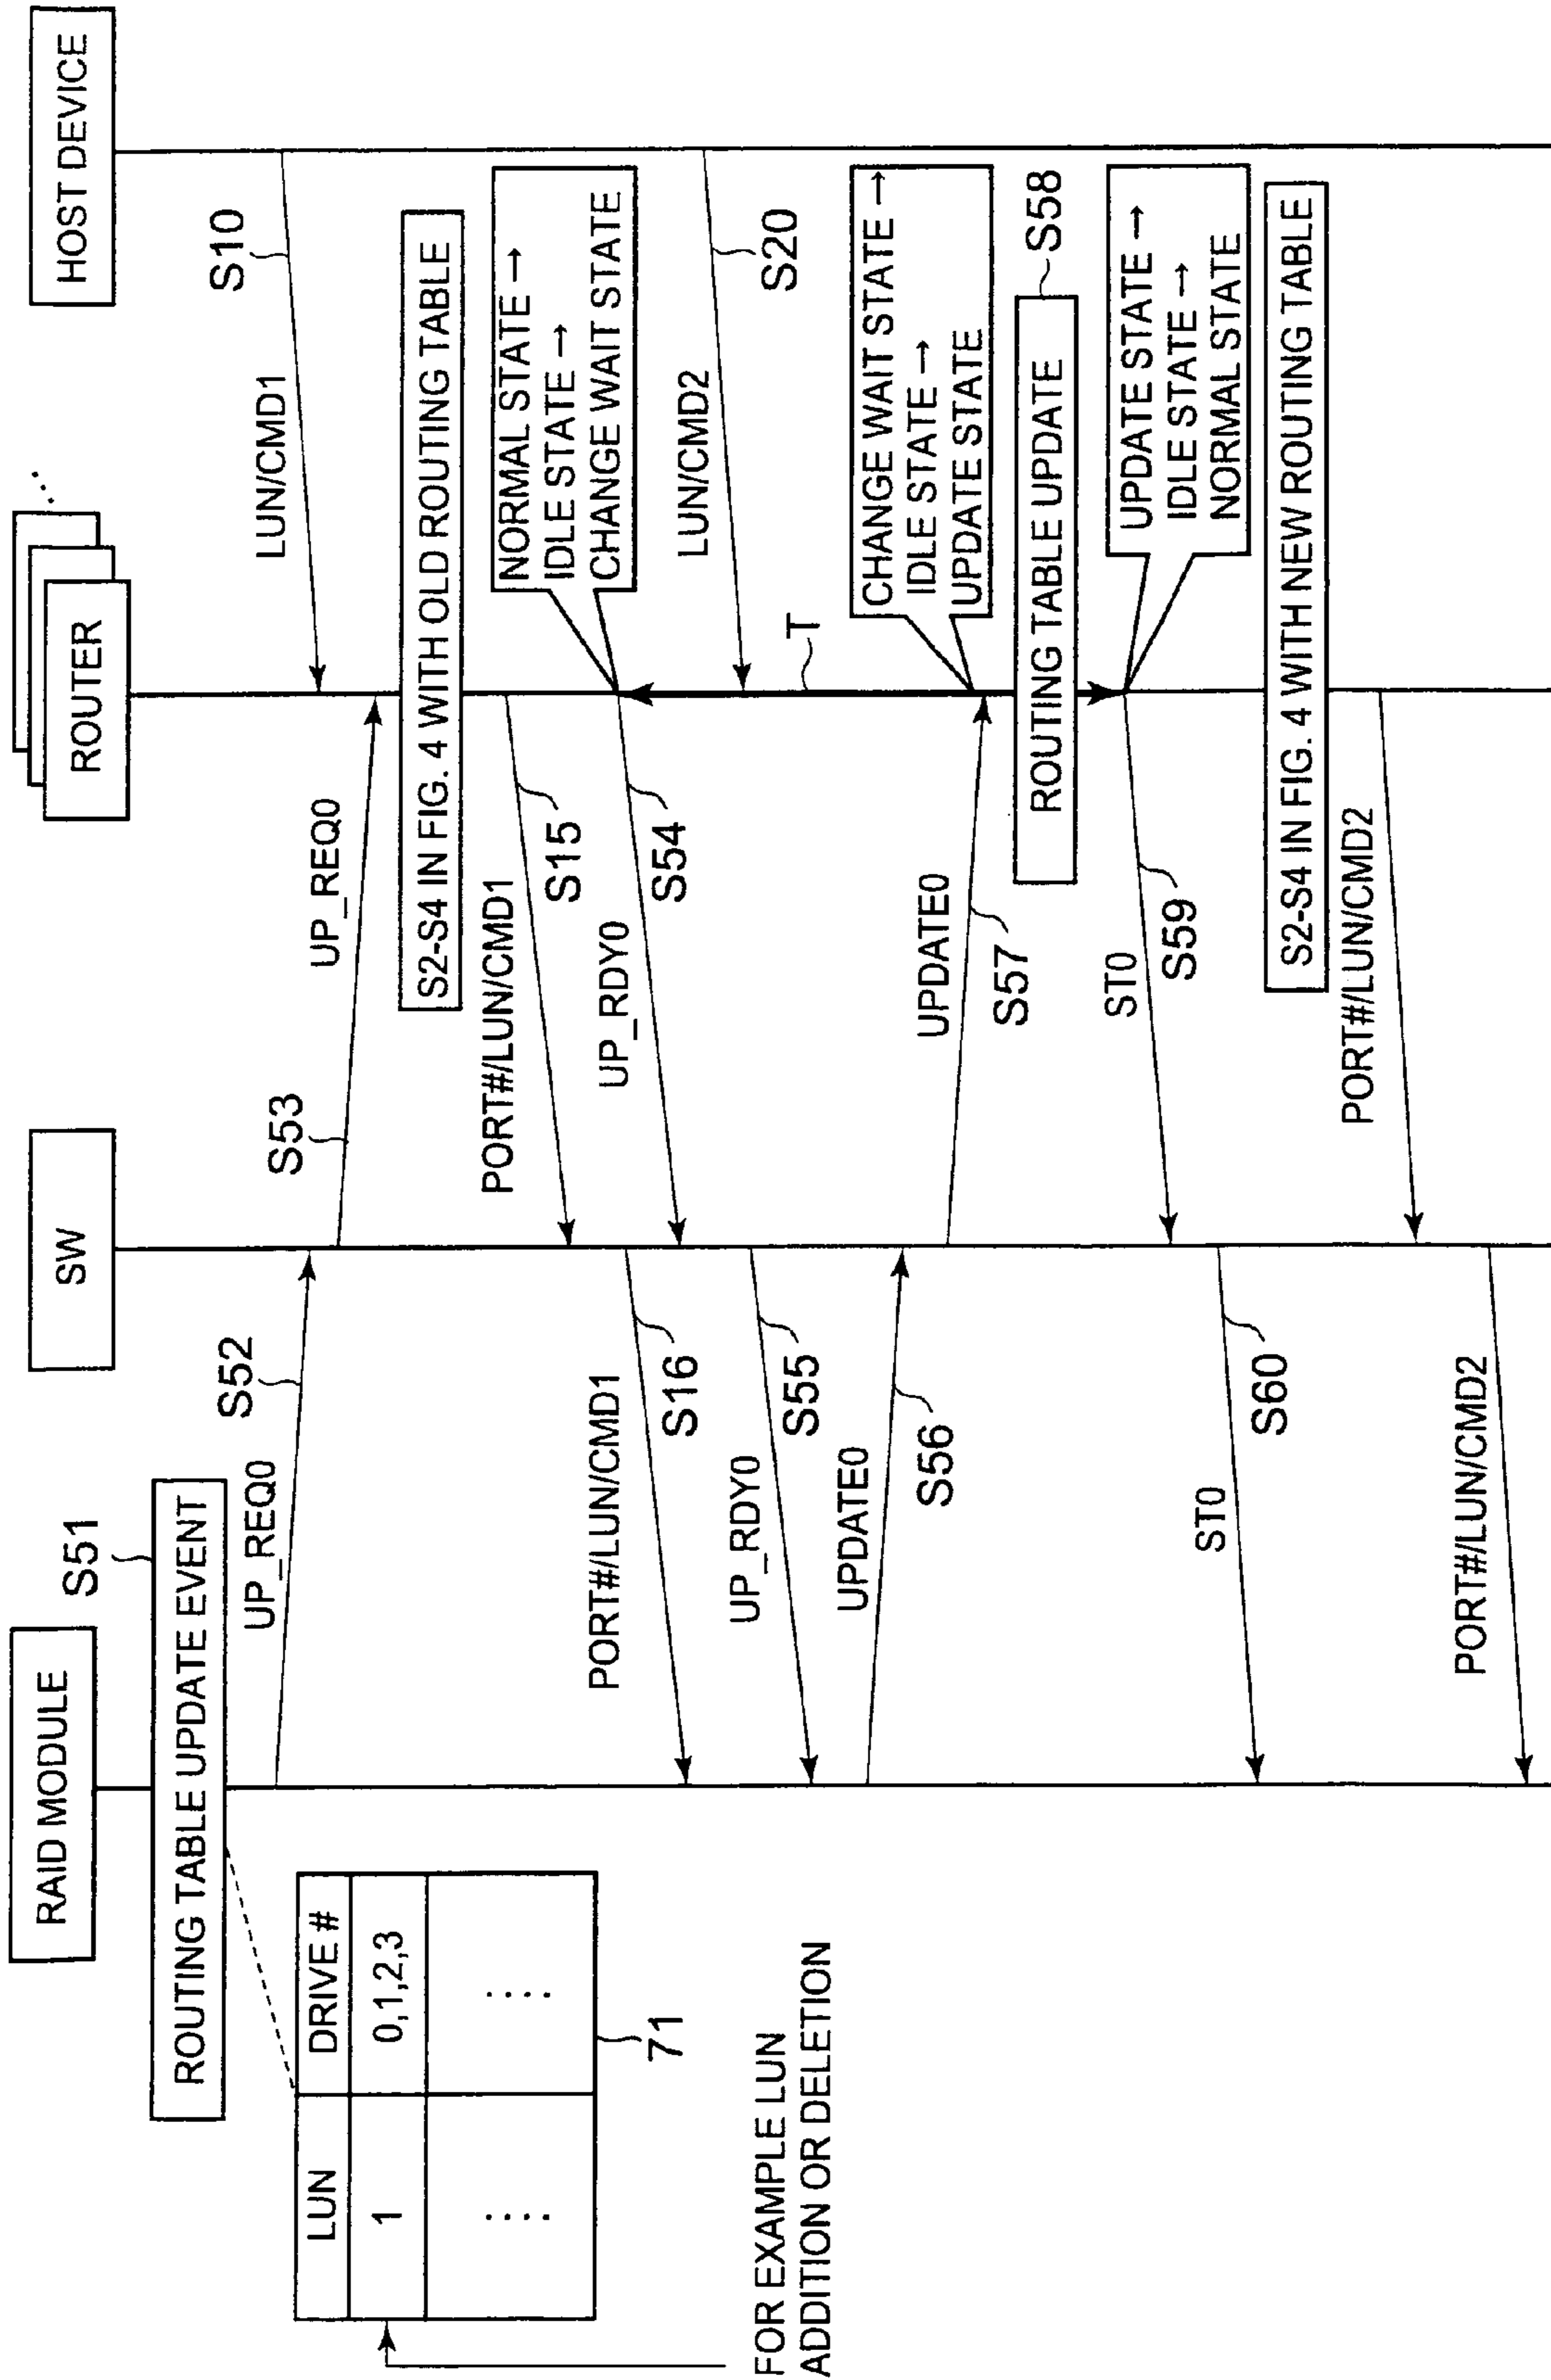 RAID MODULE
SW
ROUTER
...
HOST DEVICE
S51
ROUTING TABLE UPDATE EVENT
LUN
DRIVE #
1
0,1,2,3
....
....
71
FOR EXAMPLE LUN
ADDITION OR DELETION
UP_REQ0
S52
S53
UP_REQ0
LUN/CMD1
S10
S2-S4 IN FIG. 4 WITH OLD ROUTING TABLE
PORT#/LUN/CMD1
S15
PORT#/LUN/CMD1
S16
NORMAL STATE →
IDLE STATE →
CHANGE WAIT STATE
UP_RDY0
S54
UP_RDY0
S55
LUN/CMD2
S20
T
UPDATE0
S56
UPDATE0
S57
CHANGE WAIT STATE →
IDLE STATE →
UPDATE STATE
ROUTING TABLE UPDATE
S58
UPDATE STATE →
IDLE STATE →
NORMAL STATE
ST0
S59
ST0
S60
S2-S4 IN FIG. 4 WITH NEW ROUTING TABLE
PORT#/LUN/CMD2
PORT#/LUN/CMD2